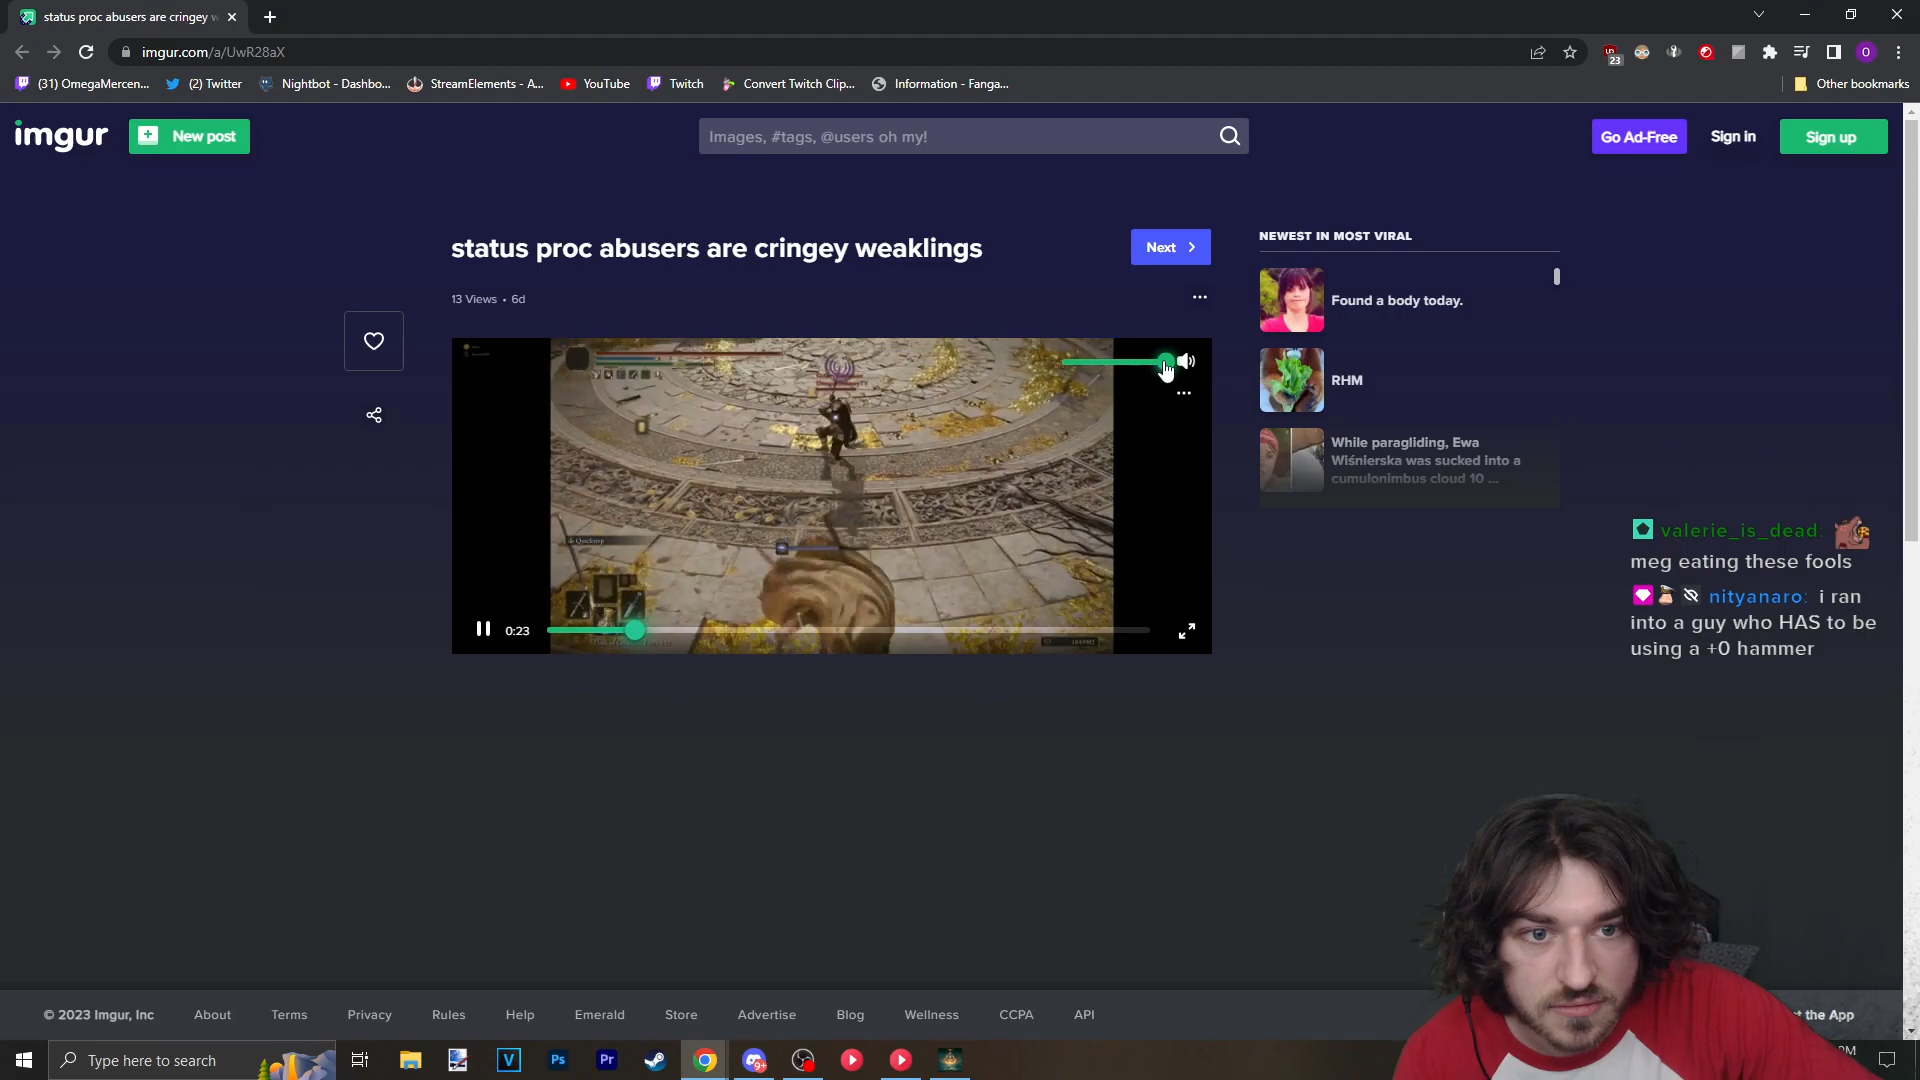 status proc abusers are cringey w
imgur.com/a/UwR28aX
23
O
(31) OmegaMercen...
(2) Twitter
Nightbot - Dashbo...
StreamElements - A...
YouTube
Twitch
Convert Twitch Clip...
Information - Fanga...
Other bookmarks
imgur
New post
Images, #tags, @users oh my!
Go Ad-Free
Sign in
Sign up
status proc abusers are cringey weaklings
Next
NEWEST IN MOST VIRAL
13 Views • 6d
Found a body today.
RHM
While paragliding, Ewa
Wiśnierska was sucked into a
cumulonimbus cloud 10 ...
Quickstep
0:23
valerie_is_dead:
meg eating these fools
nityanaro: i ran
into a guy who HAS to be
using a +0 hammer
© 2023 Imgur, Inc
About
Terms
Privacy
Rules
Help
Emerald
Store
Advertise
Blog
Wellness
CCPA
API
t the App
Type here to search
V
Ps
Pr
9+